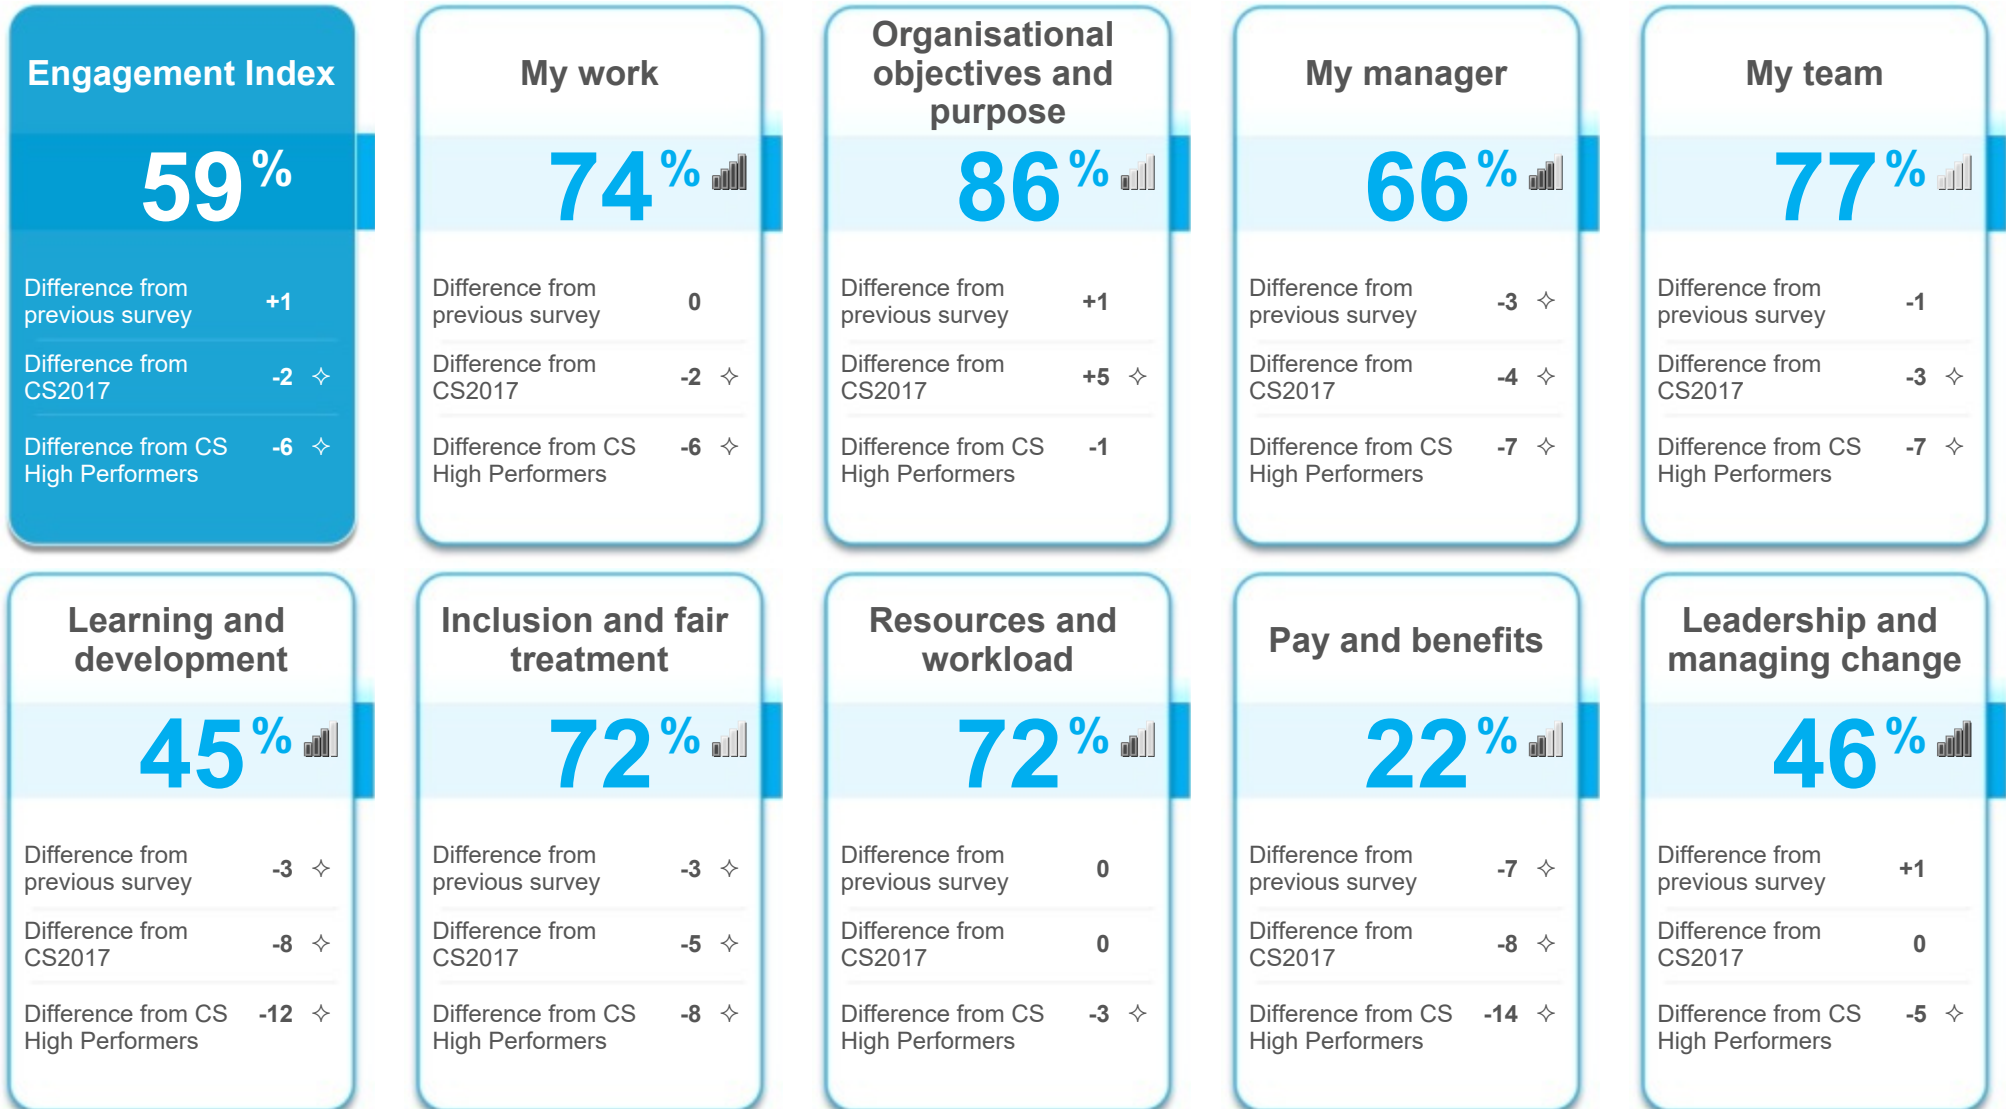 Engagement Index
59%
Difference from
previous survey
+1
Difference from
CS2017
-2 ✧
Difference from CS
High Performers
-6 ✧
My work
74%
Difference from
previous survey
0
Difference from
CS2017
-2 ✧
Difference from CS
High Performers
-6 ✧
Organisational
objectives and
purpose
86%
Difference from
previous survey
+1
Difference from
CS2017
+5 ✧
Difference from CS
High Performers
-1
My manager
66%
Difference from
previous survey
-3 ✧
Difference from
CS2017
-4 ✧
Difference from CS
High Performers
-7 ✧
My team
77%
Difference from
previous survey
-1
Difference from
CS2017
-3 ✧
Difference from CS
High Performers
-7 ✧
Learning and
development
45%
Difference from
previous survey
-3 ✧
Difference from
CS2017
-8 ✧
Difference from CS
High Performers
-12 ✧
Inclusion and fair
treatment
72%
Difference from
previous survey
-3 ✧
Difference from
CS2017
-5 ✧
Difference from CS
High Performers
-8 ✧
Resources and
workload
72%
Difference from
previous survey
0
Difference from
CS2017
0
Difference from CS
High Performers
-3 ✧
Pay and benefits
22%
Difference from
previous survey
-7 ✧
Difference from
CS2017
-8 ✧
Difference from CS
High Performers
-14 ✧
Leadership and
managing change
46%
Difference from
previous survey
+1
Difference from
CS2017
0
Difference from CS
High Performers
-5 ✧